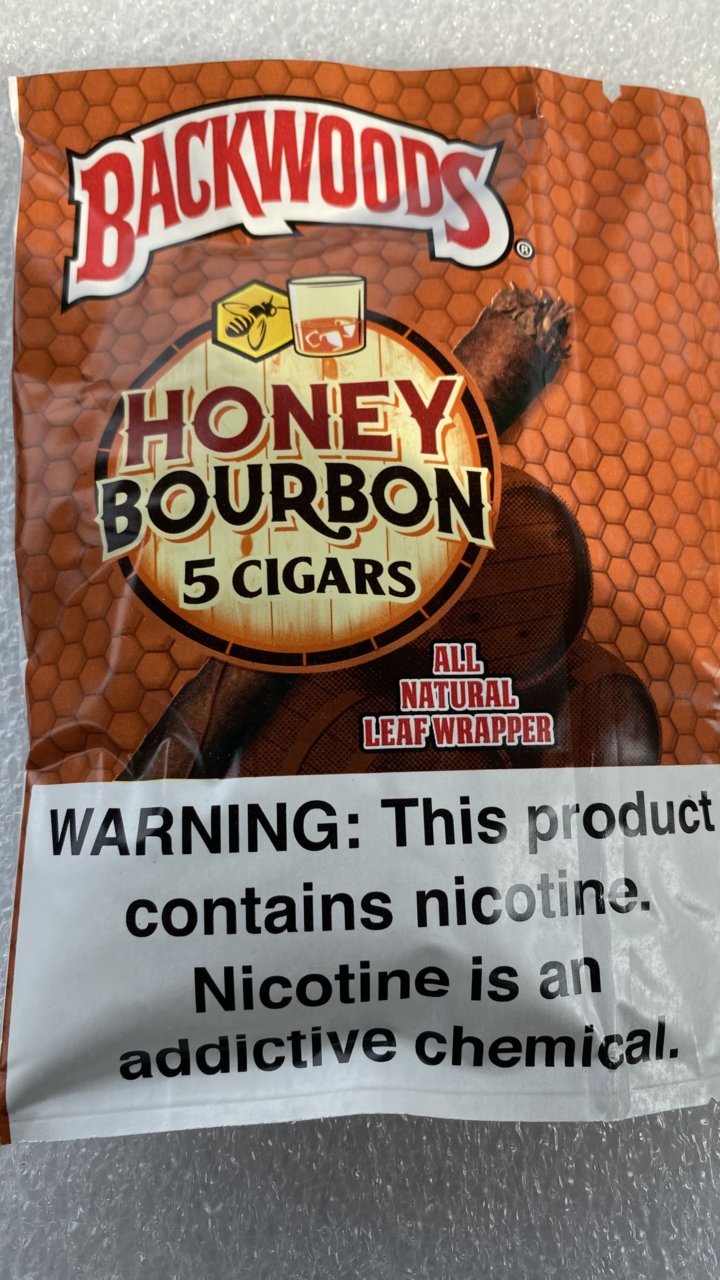 BACKWOODS®
HONEY
BOURBON
5 CIGARS
ALL
NATURAL
LEAF WRAPPER
WARNING: This product
contains nicotine.
Nicotine is an
addictive chemical.